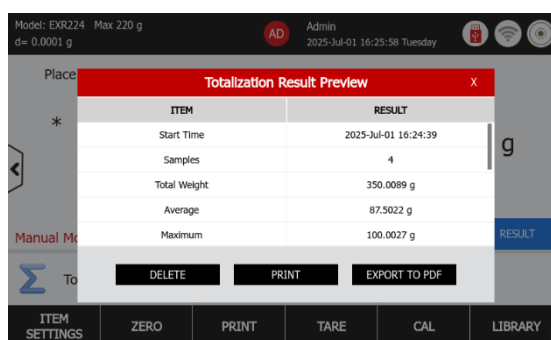 Model: EXR224 Max 220 g
d= 0.0001 g
AD
Admin
2025-Jul-01 16:25:58 Tuesday
Place
*
g
Manual Mo
RESULT
To
Totalization Result Preview X
ITEM RESULT
Start Time 2025-Jul-01 16:24:39
Samples 4
Total Weight 350.0089 g
Average 87.5022 g
Maximum 100.0027 g
DELETE PRINT EXPORT TO PDF
ITEM SETTINGS ZERO PRINT TARE CAL LIBRARY